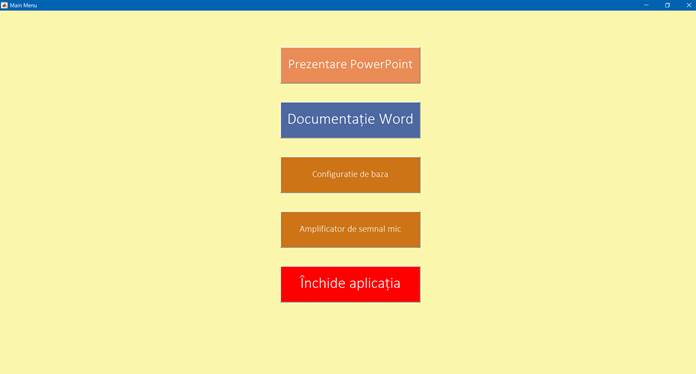 Main Menu
Prezentare PowerPoint
Documentație Word
Configuratie de baza
Amplificator de semnal mic
Închide aplicația